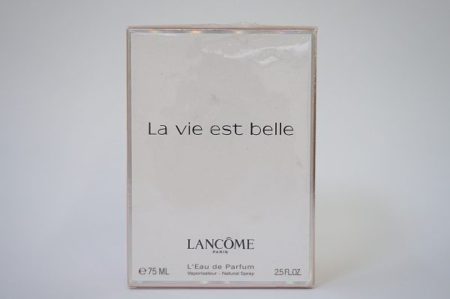 La vie est belle
LANCÔME
PARIS
L'Eau de Parfum
℮ 75 ML Vaporisateur - Natural Spray 2.5 FL.OZ.